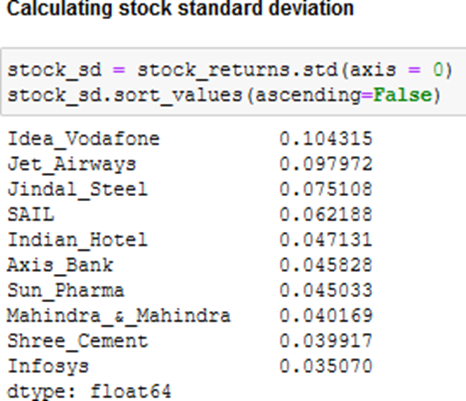 Calculating stock standard deviation
stock_sd = stock_returns.std(axis = 0)
stock_sd.sort_values(ascending=False)
Idea_Vodafone 0.104315
Jet_Airways 0.097972
Jindal_Steel 0.075108
SAIL 0.062188
Indian_Hotel 0.047131
Axis_Bank 0.045828
Sun_Pharma 0.045033
Mahindra_&_Mahindra 0.040169
Shree_Cement 0.039917
Infosys 0.035070
dtype: float64